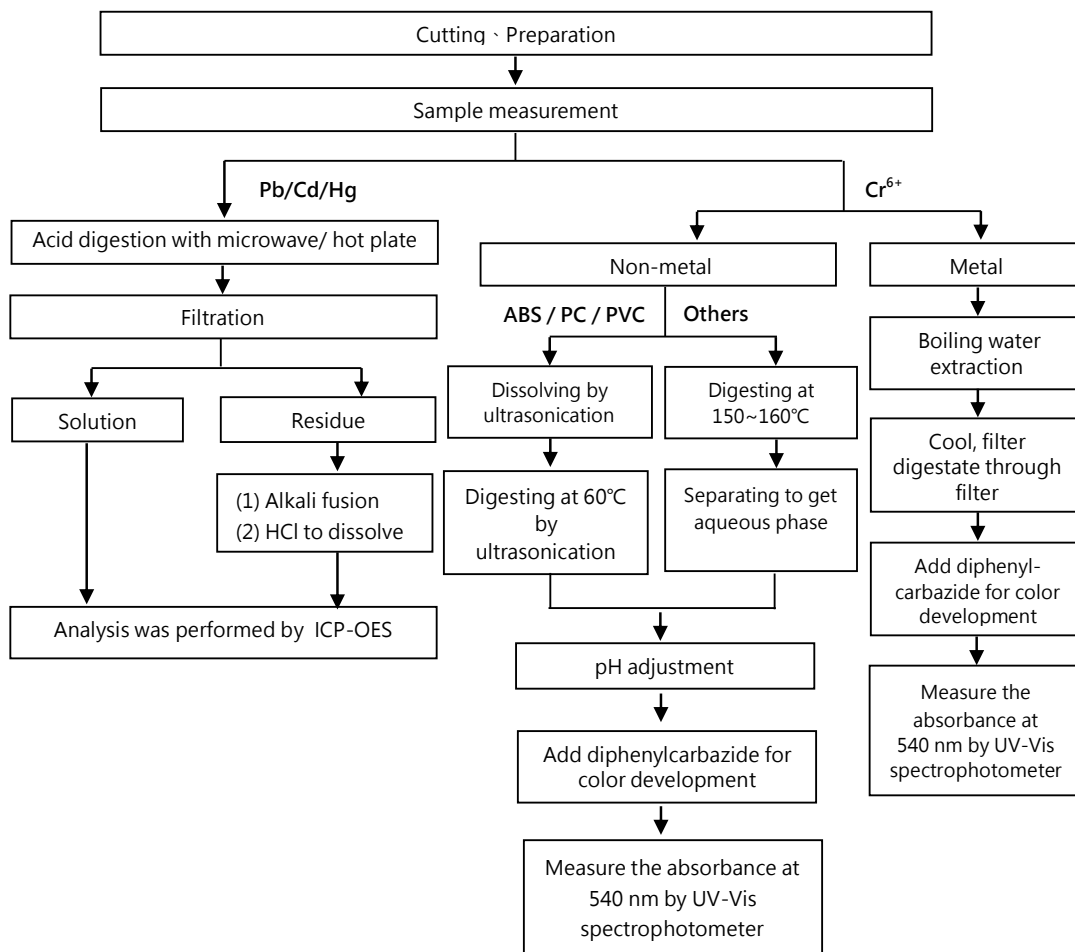 Cutting、Preparation
Sample measurement
Pb/Cd/Hg
Cr⁶⁺
Acid digestion with microwave/ hot plate
Filtration
Solution
Residue
(1) Alkali fusion
(2) HCl to dissolve
Analysis was performed by ICP-OES
Non-metal
ABS / PC / PVC
Others
Dissolving by
ultrasonication
Digesting at
150~160℃
Digesting at 60℃
by
ultrasonication
Separating to get
aqueous phase
pH adjustment
Add diphenylcarbazide for
color development
Measure the absorbance at
540 nm by UV-Vis
spectrophotometer
Metal
Boiling water
extraction
Cool, filter
digestate through
filter
Add diphenyl-
carbazide for color
development
Measure the
absorbance at
540 nm by UV-Vis
spectrophotometer